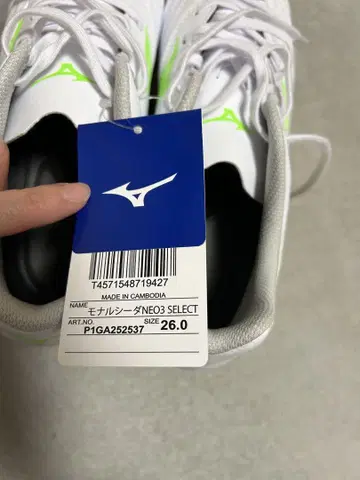 T4571548719427
MADE IN CAMBODIA
NAME モナルシーダNEO3 SELECT
ART.NO. P1GA252537 SIZE 26.0